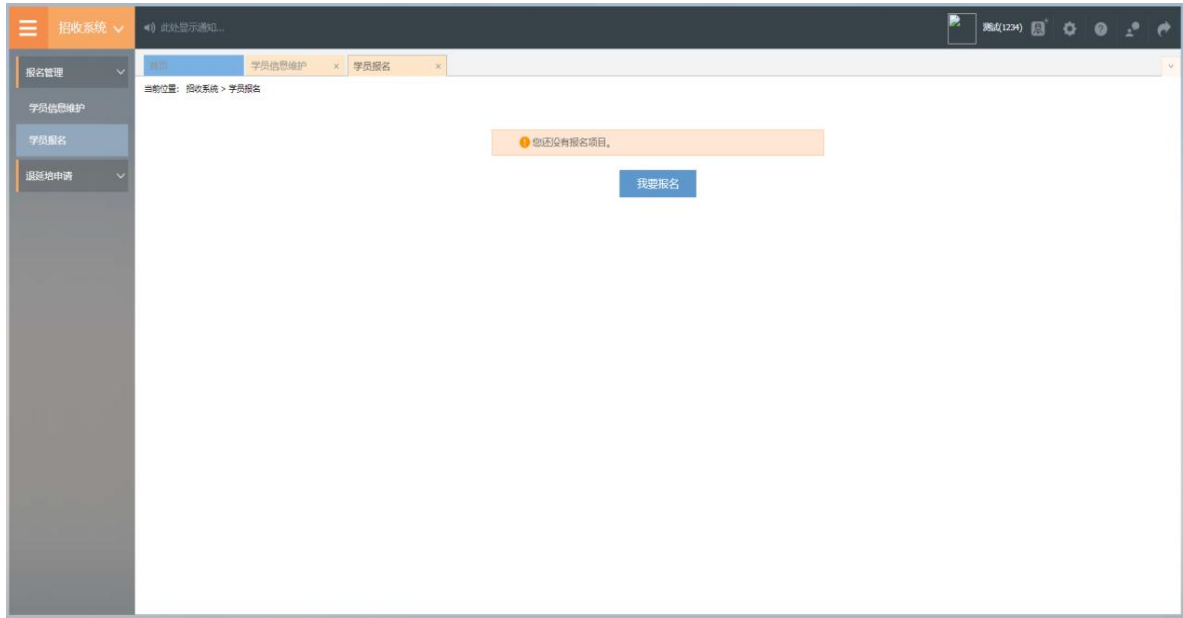 招收系统
此处显示通知...
测试(1234)
报名管理
首页
学员信息维护 ×
学员报名 ×
当前位置: 招收系统 > 学员报名
学员信息维护
学员报名
退延培申请
您还没有报名项目。
我要报名